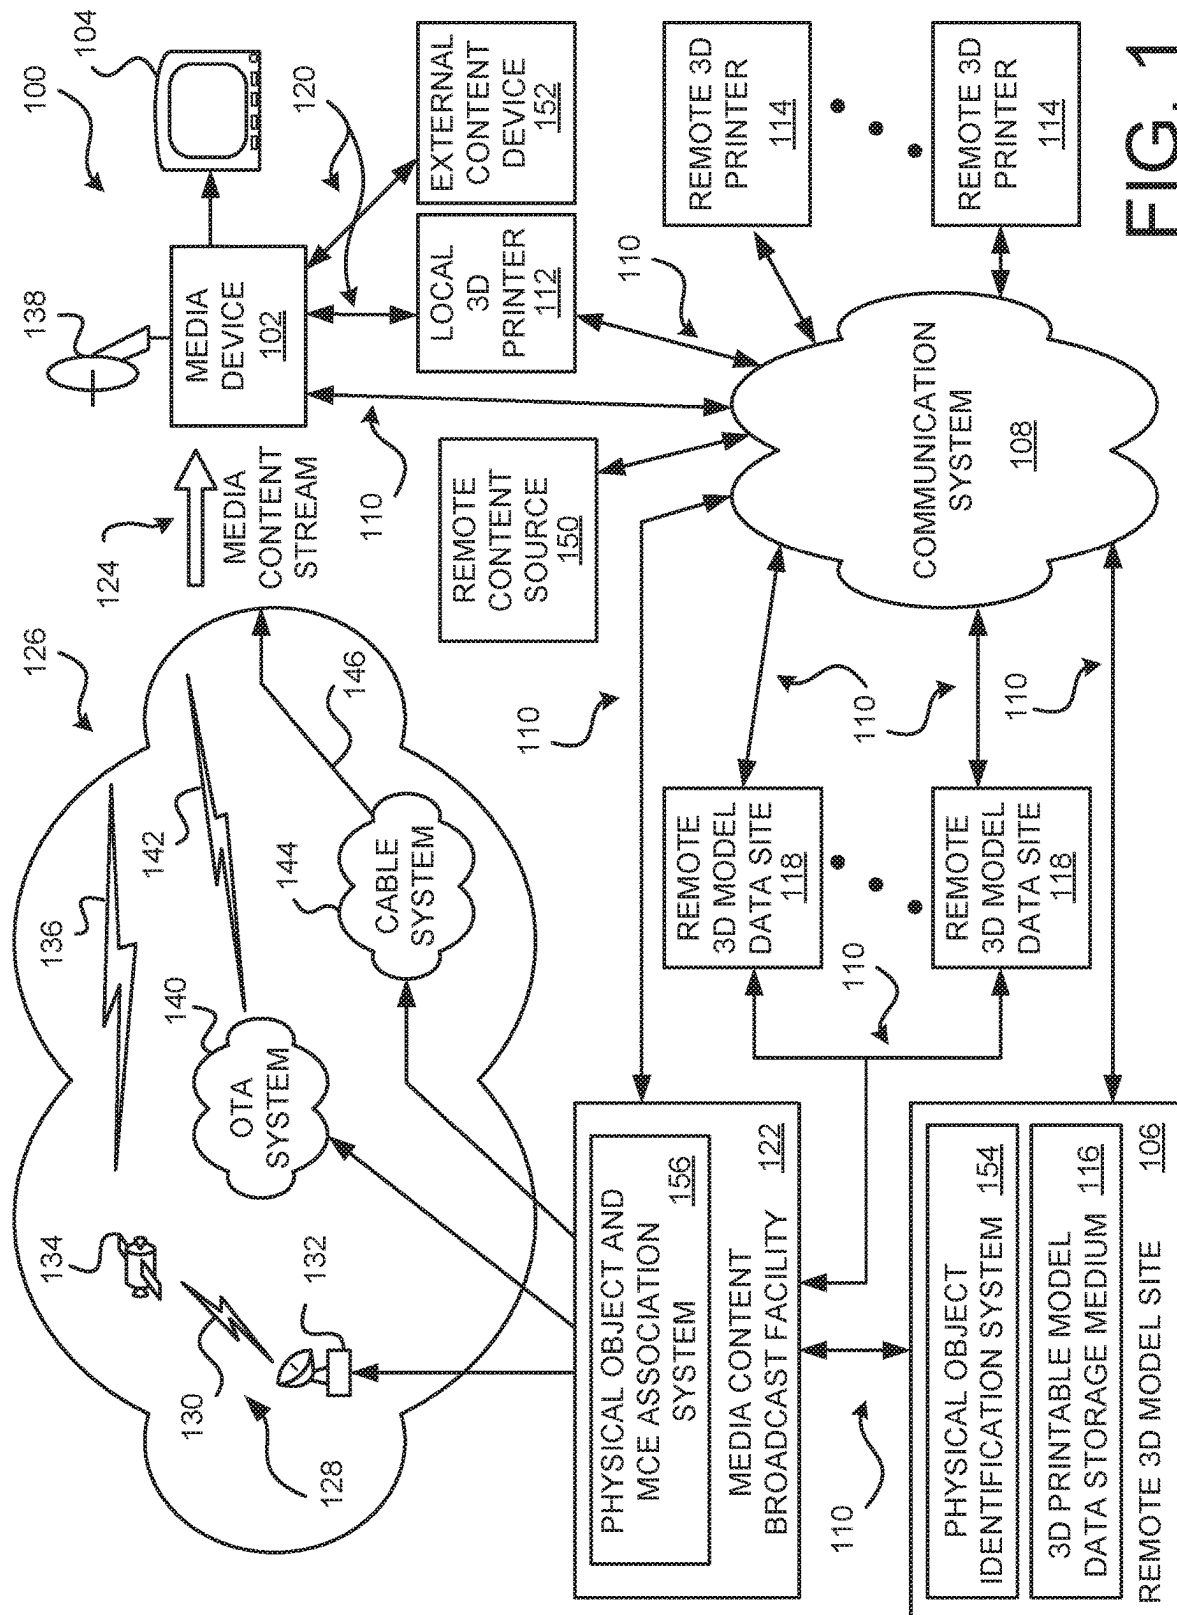 100
104
138
MEDIA
DEVICE
102
120
EXTERNAL
CONTENT
DEVICE
152
LOCAL
3D
PRINTER
112
REMOTE 3D
PRINTER
114
REMOTE 3D
PRINTER
114
FIG. 1
124
MEDIA
CONTENT
STREAM
110
110
REMOTE
CONTENT
SOURCE
150
COMMUNICATION
SYSTEM
108
126
136
142
146
144
CABLE
SYSTEM
140
OTA
SYSTEM
134
132
130
128
110
110
110
110
REMOTE
3D MODEL
DATA SITE
118
REMOTE
3D MODEL
DATA SITE
118
110
PHYSICAL OBJECT AND
MCE ASSOCIATION
SYSTEM
156
MEDIA CONTENT
BROADCAST FACILITY
122
110
PHYSICAL OBJECT
IDENTIFICATION SYSTEM 154
3D PRINTABLE MODEL
DATA STORAGE MEDIUM 116
REMOTE 3D MODEL SITE 106